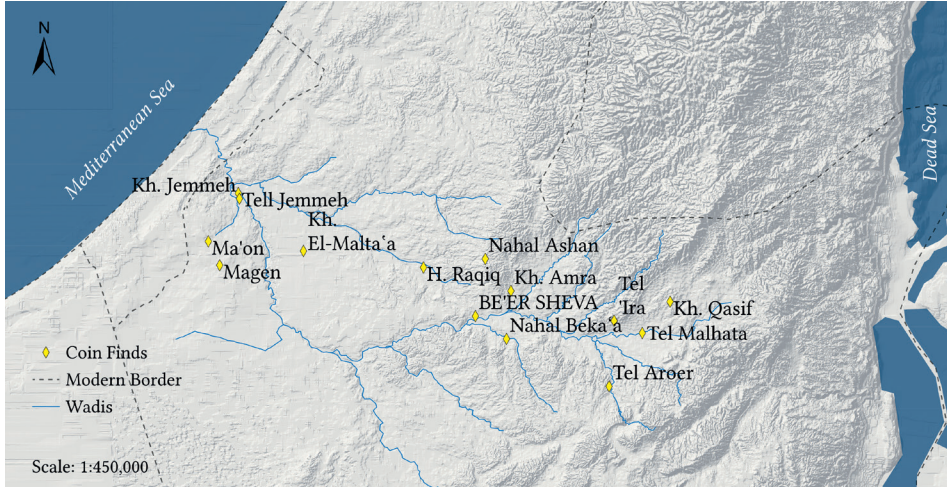 N
Mediterranean Sea
Dead Sea
Kh. Jemmeh
Tell Jemmeh
Kh.
El-Maltaʿa
Ma'on
Magen
Nahal Ashan
H. Raqiq
Kh. Amra
Tel
'Ira
Kh. Qasif
BE'ER SHEVA
Nahal Bekaʿa
Tel Malhata
Tel Aroer
Coin Finds
Modern Border
Wadis
Scale: 1:450,000